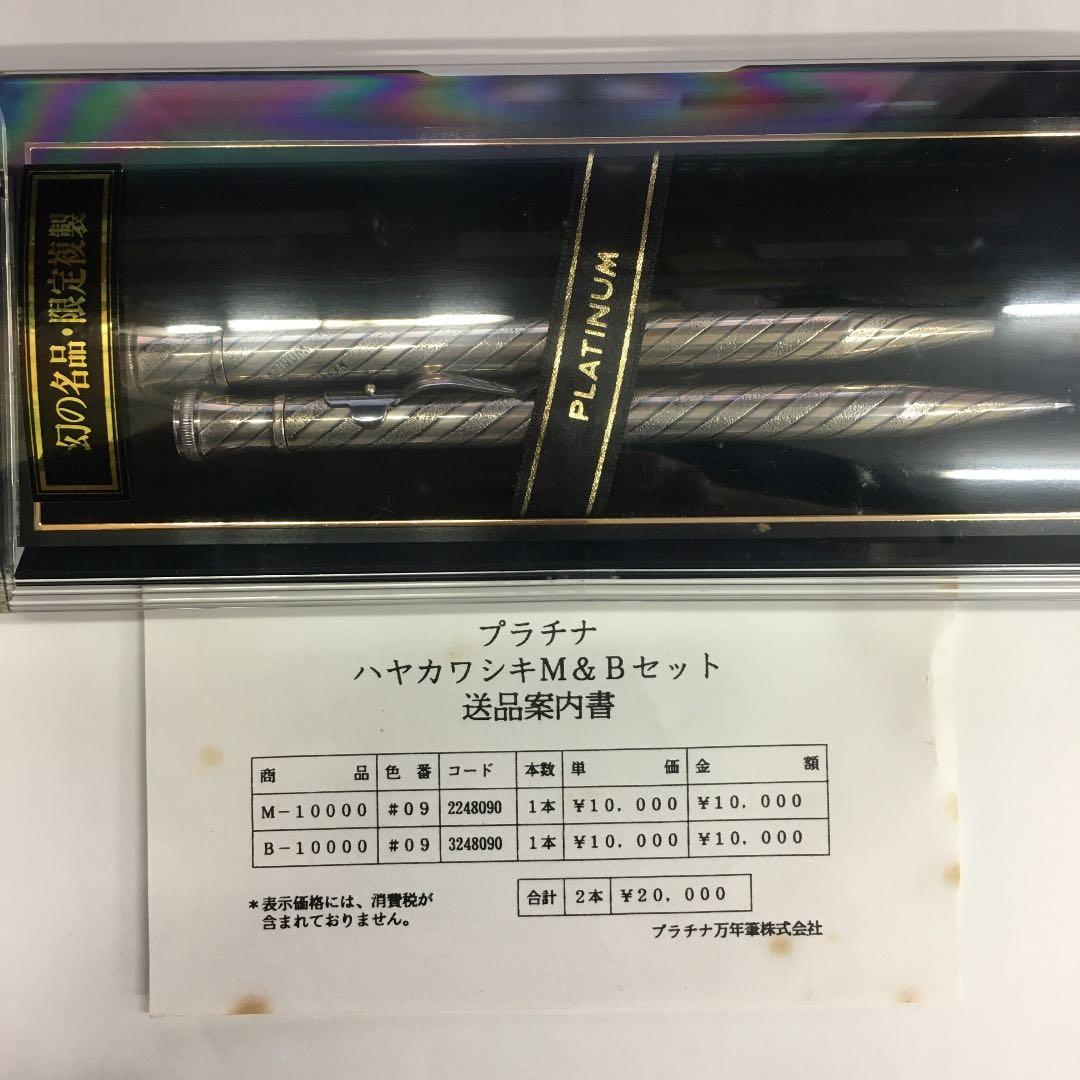 幻の名品・限定複製
PLATINUM
プラチナ
ハヤカワシキM&Bセット
送品案内書
商 品 色 番 コード 本数 単 価 金 額
M-10000 #09 2248090 1本 ¥10,000 ¥10,000
B-10000 #09 3248090 1本 ¥10,000 ¥10,000
合計 2本 ¥20,000
*表示価格には、消費税が
含まれておりません。
プラチナ万年筆株式会社